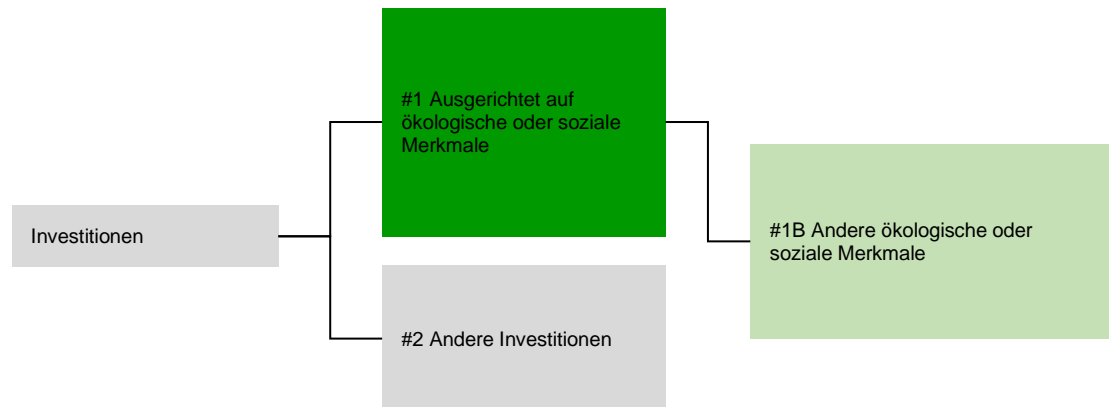 #1 Ausgerichtet auf
ökologische oder soziale
Merkmale
Investitionen
#1B Andere ökologische oder
soziale Merkmale
#2 Andere Investitionen